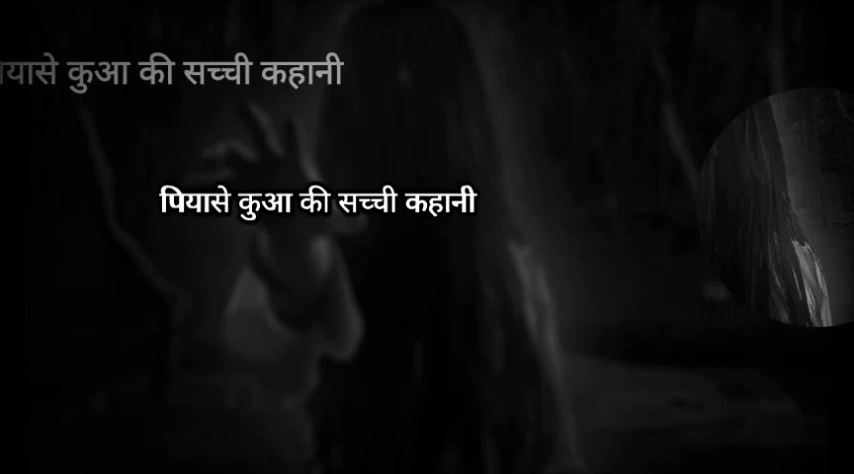 यासे कुआ की सच्ची कहानी
पियासे कुआ की सच्ची कहानी